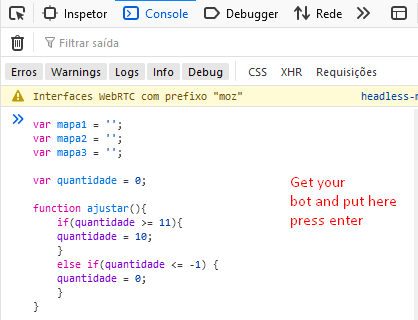 Inspetor Console Debugger Rede
Filtrar saída
Erros Warnings Logs Info Debug CSS XHR Requisições
Interfaces WebRTC com prefixo "moz" headless-r
var mapa1 = '';
var mapa2 = '';
var mapa3 = '';
var quantidade = 0;
function ajustar(){
if(quantidade >= 11){
quantidade = 10;
}
else if(quantidade <= -1) {
quantidade = 0;
}
}
Get your
bot and put here
press enter